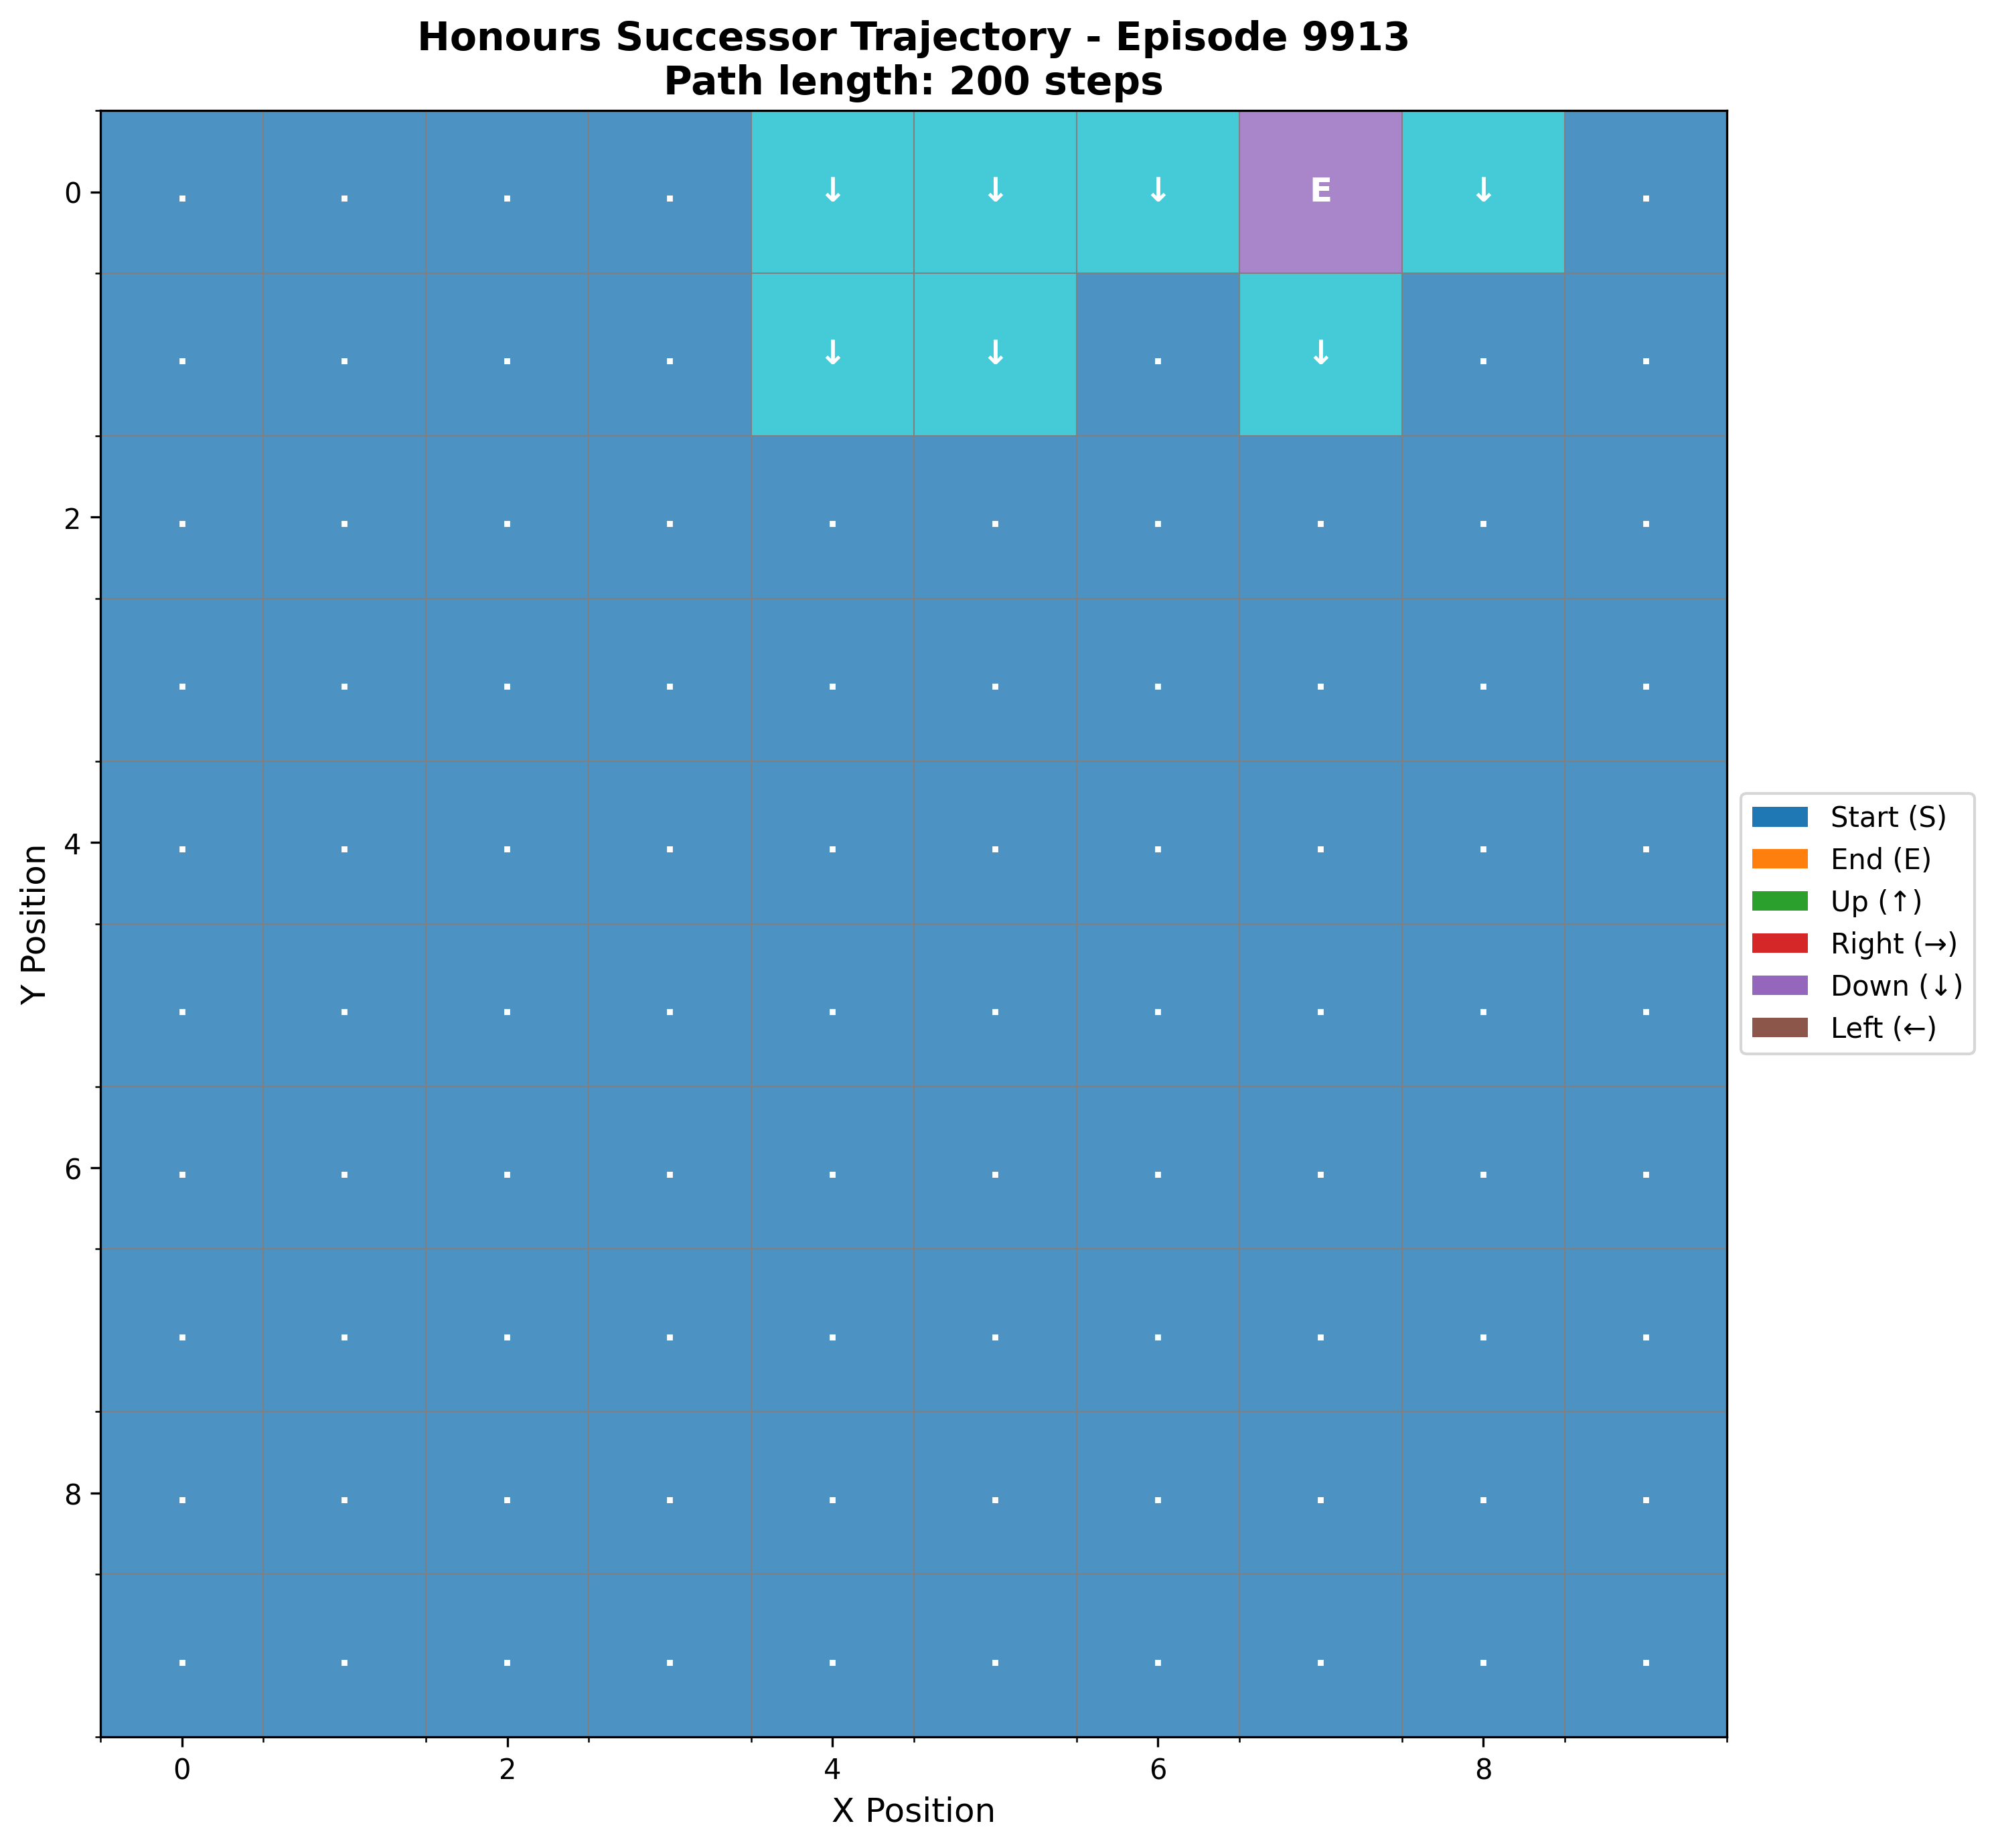 Honours Successor Trajectory - Episode 9913
Path length: 200 steps
0 . . . . ↓ ↓ ↓ E ↓ .
. . . . ↓ ↓ . ↓ . .
2 . . . . . . . . . .
. . . . . . . . . .
4 . . . . . . . . . .
. . . . . . . . . .
6 . . . . . . . . . .
. . . . . . . . . .
8 . . . . . . . . . .
. . . . . . . . . .
0 2 4 6 8
X Position
Y Position
Start (S)
End (E)
Up (↑)
Right (→)
Down (↓)
Left (←)